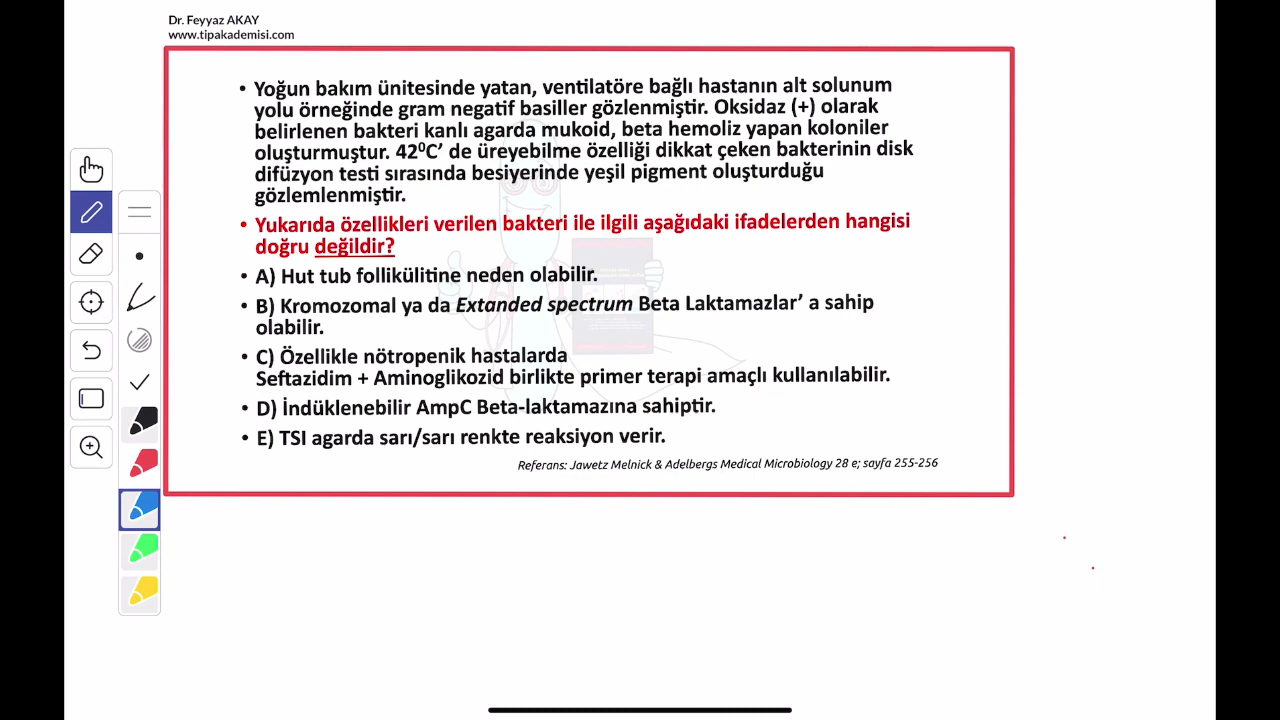 Dr. Feyyaz AKAY
www.tipakademisi.com
• Yoğun bakım ünitesinde yatan, ventilatöre bağlı hastanın alt solunum
yolu örneğinde gram negatif basiller gözlenmiştir. Oksidaz (+) olarak
belirlenen bakteri kanlı agarda mukoid, beta hemoliz yapan koloniler
oluşturmuştur. 42⁰C’ de üreyebilme özelliği dikkat çeken bakterinin disk
difüzyon testi sırasında besiyerinde yeşil pigment oluşturduğu
gözlemlenmiştir.
• Yukarıda özellikleri verilen bakteri ile ilgili aşağıdaki ifadelerden hangisi
doğru değildir?
• A) Hut tub follikülitine neden olabilir.
• B) Kromozomal ya da Extanded spectrum Beta Laktamazlar’ a sahip
olabilir.
• C) Özellikle nötropenik hastalarda
Seftazidim + Aminoglikozid birlikte primer terapi amaçlı kullanılabilir.
• D) İndüklenebilir AmpC Beta-laktamazına sahiptir.
• E) TSI agarda sarı/sarı renkte reaksiyon verir.
Referans: Jawetz Melnick & Adelbergs Medical Microbiology 28 e; sayfa 255-256